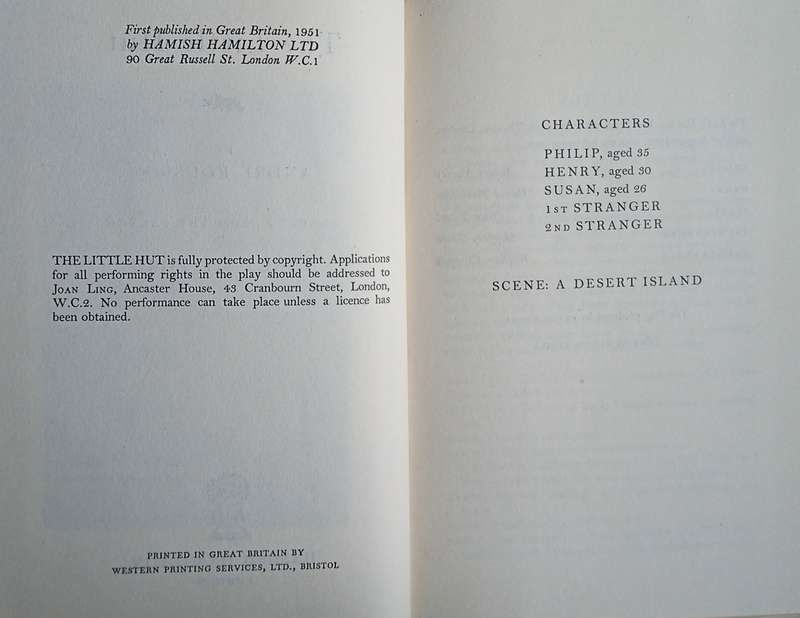 First published in Great Britain, 1951
by HAMISH HAMILTON LTD
90 Great Russell St. London W.C.1
THE LITTLE HUT is fully protected by copyright. Applications
for all performing rights in the play should be addressed to
JOAN LING, Ancaster House, 43 Cranbourn Street, London,
W.C.2. No performance can take place unless a licence has
been obtained.
PRINTED IN GREAT BRITAIN BY
WESTERN PRINTING SERVICES, LTD., BRISTOL
CHARACTERS
PHILIP, aged 35
HENRY, aged 30
SUSAN, aged 26
1ST STRANGER
2ND STRANGER
SCENE: A DESERT ISLAND